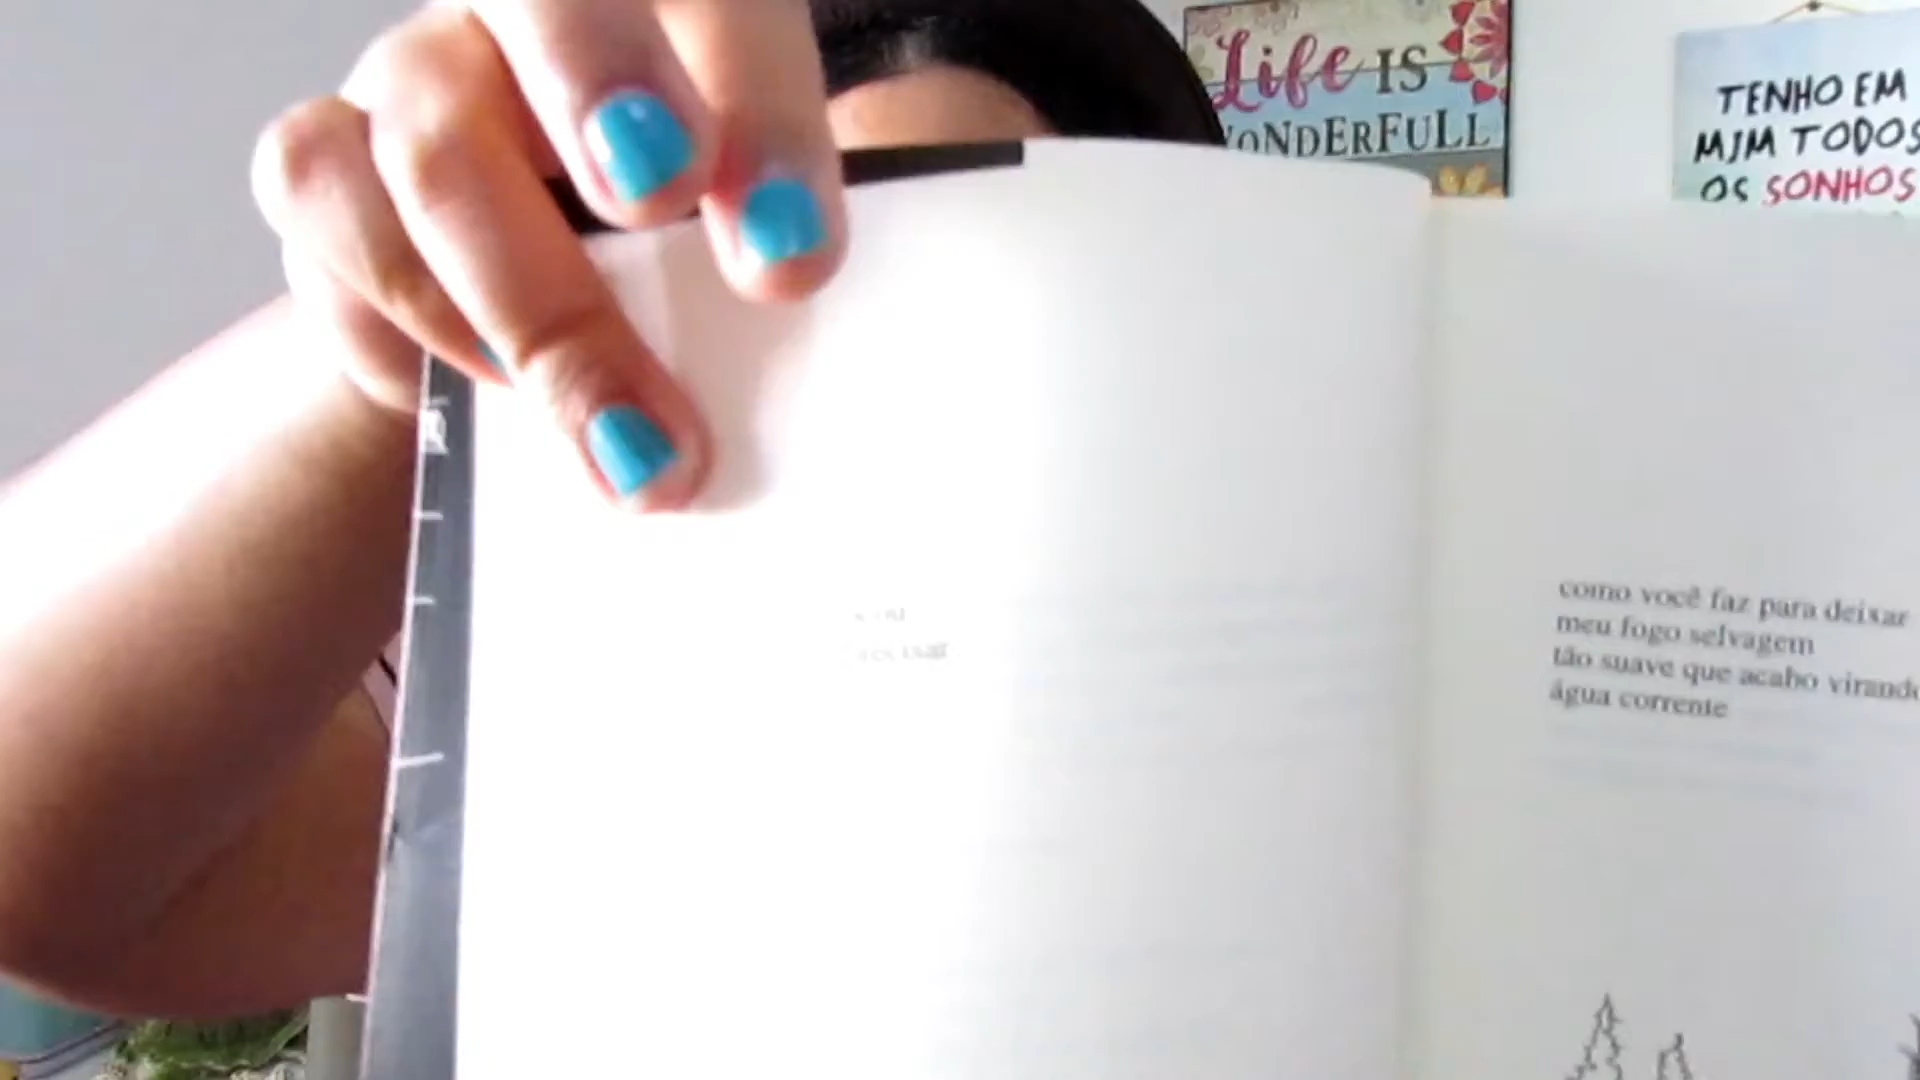 Life IS
WONDERFULL
TENHO EM
MIM TODOS
OS SONHOS
como você faz para deixar
meu fogo selvagem
tão suave que acabo virando
água corrente